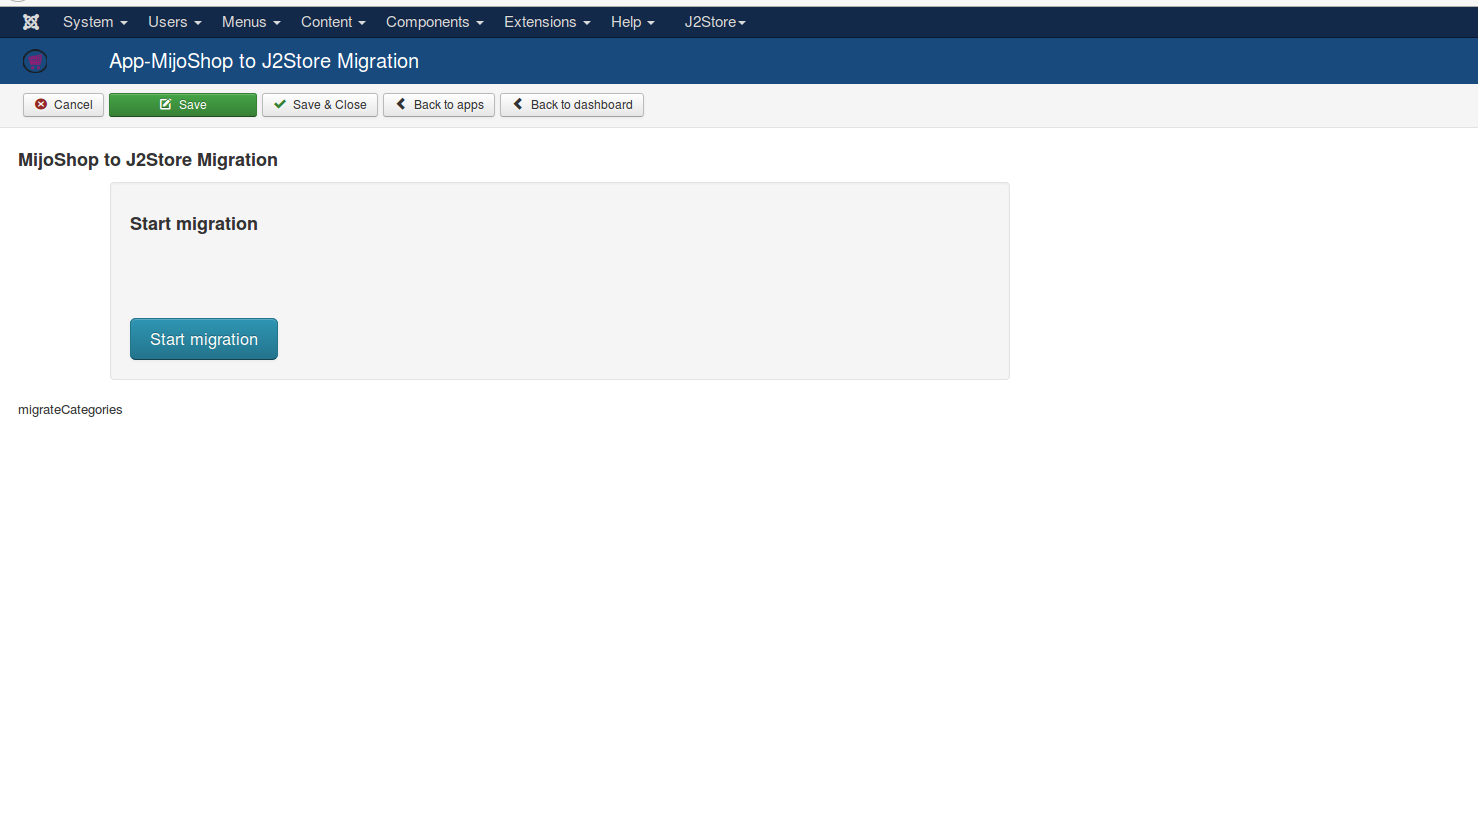 System Users Menus Content Components Extensions Help J2Store
App-MijoShop to J2Store Migration
Cancel Save Save & Close Back to apps Back to dashboard
MijoShop to J2Store Migration
Start migration
Start migration
migrateCategories